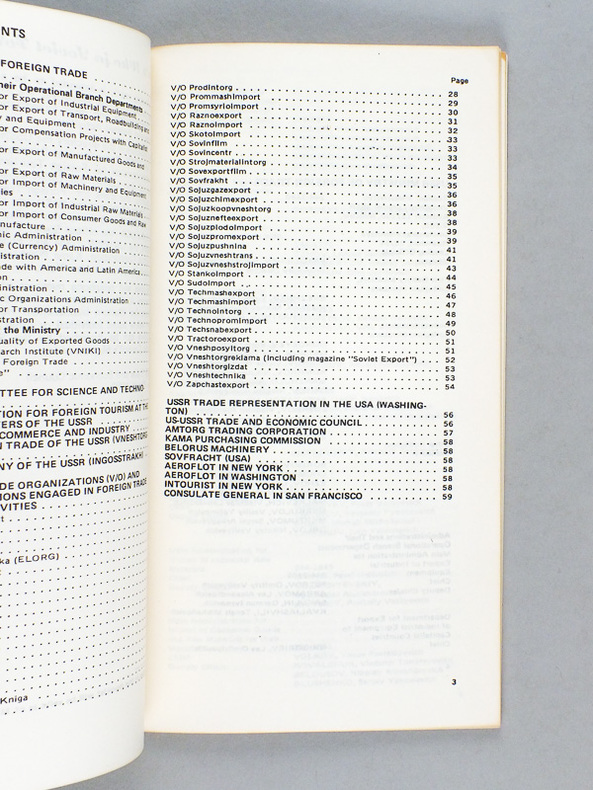 NTS
FOREIGN TRADE
heir Operational Branch Departments
or Export of Industrial Equipment
or Export of Transport, Roadbuilding and
y and Equipment
or Compensation Projects with Capitalist
or Export of Manufactured Goods and
or Export of Raw Materials
or Import of Machinery and Equipment
ies
or Import of Industrial Raw Materials
or Import of Consumer Goods and Raw
nufacture
nic Administration
e (Currency) Administration
istration
ade with America and Latin America
on
ministration
ic Organizations Administration
or Transportation
istration
the Ministry
uality of Exported Goods
arch Institute (VNIKI)
Foreign Trade
e"
ITTEE FOR SCIENCE AND TECHNO-
TION FOR FOREIGN TOURISM AT THE
TERS OF THE USSR
COMMERCE AND INDUSTRY
N TRADE OF THE USSR (VNESHTORG
NY OF THE USSR (INGOSSTRAKH)
DE ORGANIZATIONS (V/O) AND
IONS ENGAGED IN FOREIGN TRADE
VITIES
t
ka (ELORG)
Kniga
Page
V/O Prodintorg 28
V/O Prommashimport 29
V/O Promsyrioimport 30
V/O Raznoexport 31
V/O Raznoimport 32
V/O Skotoimport 33
V/O Sovinfilm 33
V/O Sovincentr 33
V/O Strojmaterialintorg 34
V/O Sovexportfilm 35
V/O Sovfrakht 35
V/O Sojuzgazexport 36
V/O Sojuzchimexport 36
V/O Sojuzkoopvneshtorg 38
V/O Sojuznefteexport 38
V/O Sojuzplodoimport 39
V/O Sojuzpromexport 39
V/O Sojuzpushnina 41
V/O Sojuzvneshtrans 41
V/O Sojuzvneshstrojimport 43
V/O Stankoimport 44
V/O Sudoimport 45
V/O Techmashexport 46
V/O Techmashimport 47
V/O Technointorg 48
V/O Technopromimport 49
V/O Techsnabexport 50
V/O Tractoroexport 51
V/O Vneshposyltorg 51
V/O Vneshtorgreklama (including magazine "Soviet Export") 52
V/O Vneshtorgizdat 53
V/O Vneshtechnika 53
V/O Zapchastexport 54
USSR TRADE REPRESENTATION IN THE USA (WASHING-
TON) 56
US-USSR TRADE AND ECONOMIC COUNCIL 56
AMTORG TRADING CORPORATION 57
KAMA PURCHASING COMMISSION 58
BELORUS MACHINERY 58
SOVFRACHT (USA) 58
AEROFLOT IN NEW YORK 58
AEROFLOT IN WASHINGTON 58
INTOURIST IN NEW YORK 58
CONSULATE GENERAL IN SAN FRANCISCO 59
3